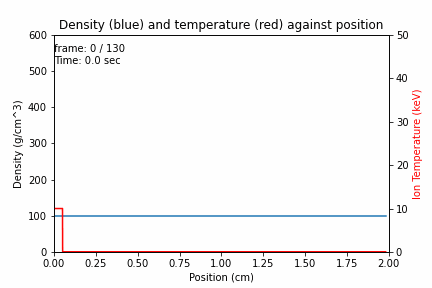 Density (blue) and temperature (red) against position
frame: 0 / 130
Time: 0.0 sec
Density (g/cm^3)
600
500
400
300
200
100
0
50
40
30
20
10
0
Ion Temperature (keV)
0.00 0.25 0.50 0.75 1.00 1.25 1.50 1.75 2.00
Position (cm)